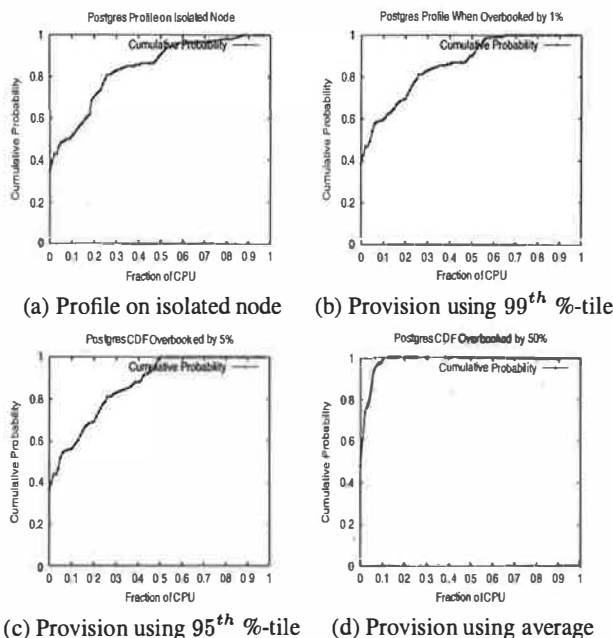 Postgres Profile on Isolated Node
Cumulative Probability
1
0.8
0.6
0.4
0.2
0
Cumulative Probability
0 0.1 0.2 0.3 0.4 0.5 0.6 0.7 0.8 0.9 1
Fraction of CPU
(a) Profile on isolated node
Postgres Profile When Overbooked by 1%
Cumulative Probability
1
0.8
0.6
0.4
0.2
0
Cumulative Probability
0 0.1 0.2 0.3 0.4 0.5 0.6 0.7 0.8 0.9 1
Fraction of CPU
(b) Provision using 99th %-tile
Postgres CDF Overbooked by 5%
Cumulative Probability
1
0.8
0.6
0.4
0.2
0
Cumulative Probability
0 0.1 0.2 0.3 0.4 0.5 0.6 0.7 0.8 0.9 1
Fraction of CPU
(c) Provision using 95th %-tile
Postgres CDF Overbooked by 50%
Cumulative Probability
1
0.8
0.6
0.4
0.2
0
Cumulative Probability
0 0.1 0.2 0.3 0.4 0.5 0.6 0.7 0.8 0.9 1
Fraction of CPU
(d) Provision using average